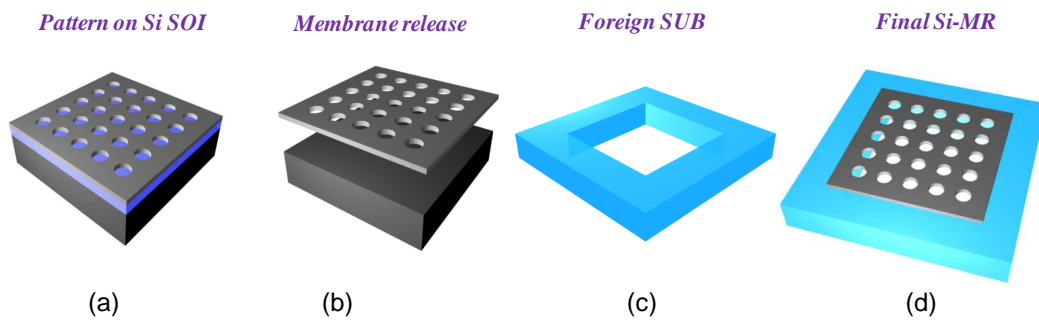 Pattern on Si SOI
Membrane release
Foreign SUB
Final Si-MR
(a)
(b)
(c)
(d)